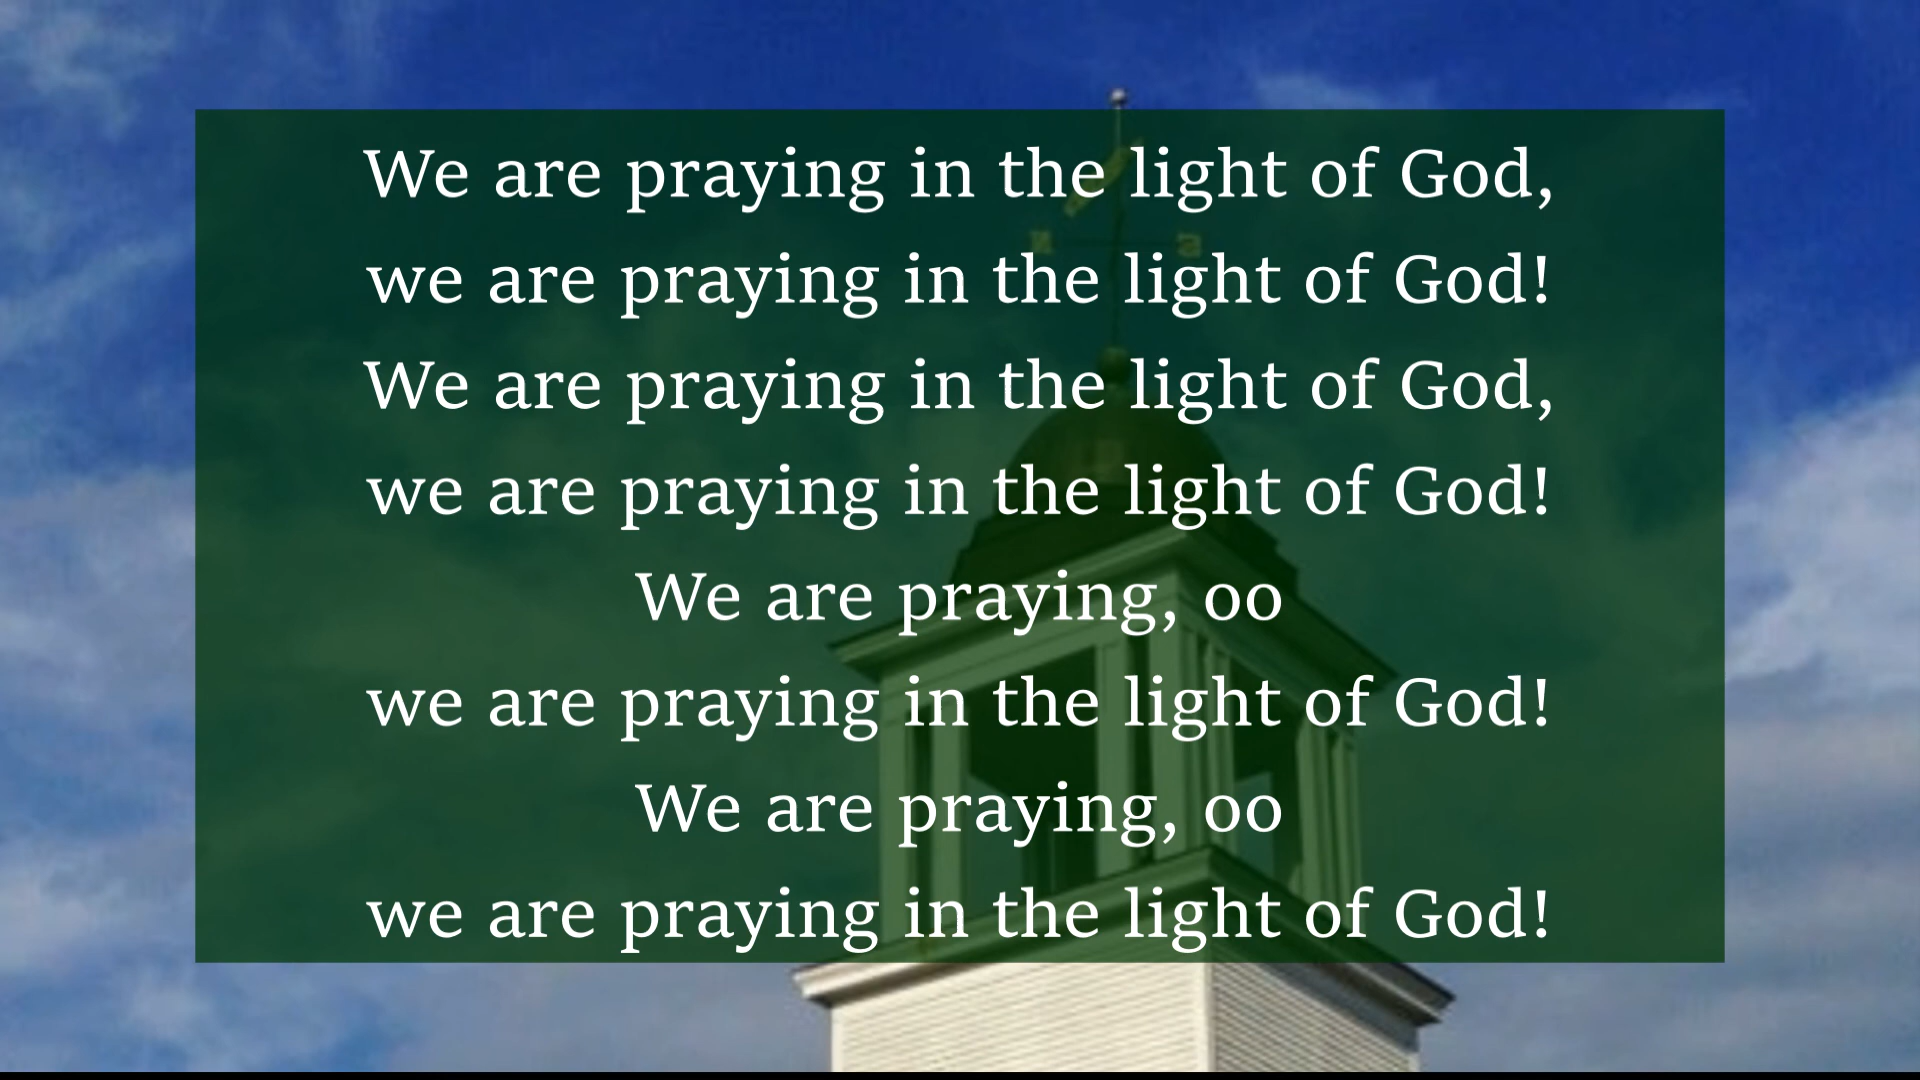 We are praying in the light of God,
we are praying in the light of God!
We are praying in the light of God,
we are praying in the light of God!
We are praying, oo
we are praying in the light of God!
We are praying, oo
we are praying in the light of God!